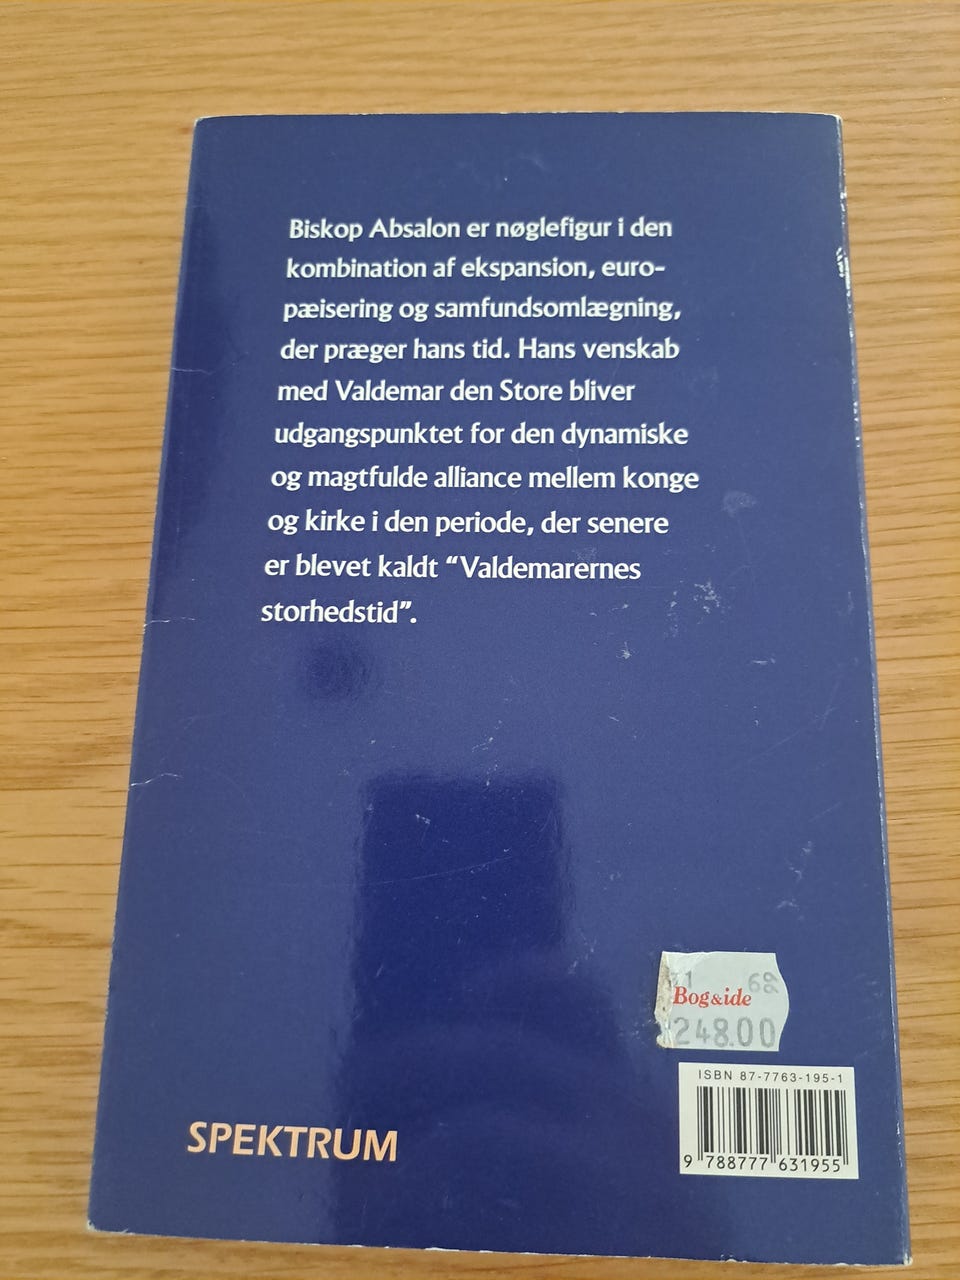 Biskop Absalon er nøglefigur i den
kombination af ekspansion, euro-
pæisering og samfundsomlægning,
der præger hans tid. Hans venskab
med Valdemar den Store bliver
udgangspunktet for den dynamiske
og magtfulde alliance mellem konge
og kirke i den periode, der senere
er blevet kaldt “Valdemarernes
storhedstid”.
Bog&ide
248.00
ISBN 87-7763-195-1
9 788777 631955
SPEKTRUM